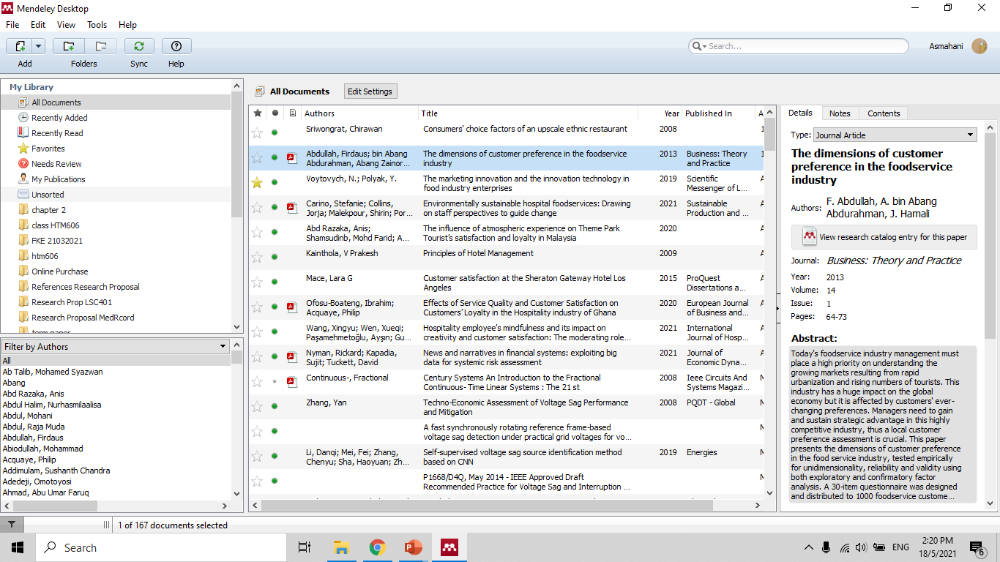 Mendeley Desktop
File Edit View Tools Help
Add Folders Sync Help
Search...
Asmahani
My Library
All Documents
Recently Added
Recently Read
Favorites
Needs Review
My Publications
Unsorted
chapter 2
class HTM606
FKE 21032021
htm606
Online Purchase
References Research Proposal
Research Prop LSC401
Research Proposal MedRcord
term paper
Filter by Authors
All
Ab Talib, Mohamed Syazwan
Abang
Abd Razaka, Anis
Abdul Halim, Nurhasmilaalisa
Abdul, Mohani
Abdul, Raja Muda
Abdullah, Firdaus
Abiodullah, Mohammad
Acquaye, Philip
Addimulam, Sushanth Chandra
Adedeji, Omotoyosi
Ahmad, Abu Umar Faruq
All Documents Edit Settings
Authors Title Year Published In A
Sriwongrat, Chirawan Consumers' choice factors of an upscale ethnic restaurant 2008 1
Abdullah, Firdaus; bin Abang The dimensions of customer preference in the foodservice 2013 Business: Theory 1
Abdurahman, Abang Zainor... industry and Practice
Voytovych, N.; Polyak, Y. The marketing innovation and the innovation technology in 2019 Scientific A
food industry enterprises Messenger of L...
Carino, Stefanie; Collins, Environmentally sustainable hospital foodservices: Drawing 2021 Sustainable A
Jorja; Malekpour, Shirin; Por... on staff perspectives to guide change Production and ...
Abd Razaka, Anis; The influence of atmospheric experience on Theme Park 2020 A
Shamsudinb, Mohd Farid; A... Tourist’s satisfaction and loyalty in Malaysia
Kainthola, V Prakesh Principles of Hotel Management 2009 A
Mace, Lara G Customer satisfaction at the Sheraton Gateway Hotel Los 2015 ProQuest A
Angeles Dissertations a...
Ofosu-Boateng, Ibrahim; Effects of Service Quality and Customer Satisfaction on 2020 European Journal A
Acquaye, Philip Customers’ Loyalty in the Hospitality industry of Ghana of Business and...
Wang, Xingyu; Wen, Xueqi; Hospitality employee's mindfulness and its impact on 2021 International A
Paşamehmetoğlu, Ayşın; Gu... creativity and customer satisfaction: The moderating role... Journal of Hosp...
Nyman, Rickard; Kapadia, News and narratives in financial systems: exploiting big 2021 Journal of A
Sujit; Tuckett, David data for systemic risk assessment Economic Dyna...
Continuous-, Fractional Century Systems An Introduction to the Fractional 2008 Ieee Circuits And M
Continuous- Time Linear Systems : The 21 st Systems Magazi...
Zhang, Yan Techno-Economic Assessment of Voltage Sag Performance 2008 PQDT - Global M
and Mitigation
A fast synchronously rotating reference frame-based M
voltage sag detection under practical grid voltages for vo...
Li, Danqi; Mei, Fei; Zhang, Self-supervised voltage sag source identification method 2019 Energies M
Chenyu; Sha, Haoyuan; Zh... based on CNN
P1668/D4Q, May 2014 - IEEE Approved Draft M
Recommended Practice for Voltage Sag and Interruption ...
Details Notes Contents
Type: Journal Article
The dimensions of customer
preference in the foodservice
industry
Authors: F. Abdullah, A. bin Abang
Abdurahman, J. Hamali
View research catalog entry for this paper
Journal: Business: Theory and Practice
Year: 2013
Volume: 14
Issue: 1
Pages: 64-73
Abstract:
Today's foodservice industry management must
place a high priority on understanding the
growing markets resulting from rapid
urbanization and rising numbers of tourists. This
industry has a huge impact on the global
economy but it is affected by customers' ever-
changing preferences. Managers need to gain
and sustain strategic advantage in this highly
competitive industry, thus a local customer
preference assessment is crucial. This paper
presents the dimensions of customer preference
in the food service industry, tested empirically
for unidimensionality, reliability and validity using
both exploratory and confirmatory factor
analysis. A 30-item questionnaire was designed
and distributed to 1000 foodservice custome...
1 of 167 documents selected
Search
ENG
2:20 PM
18/5/2021
6